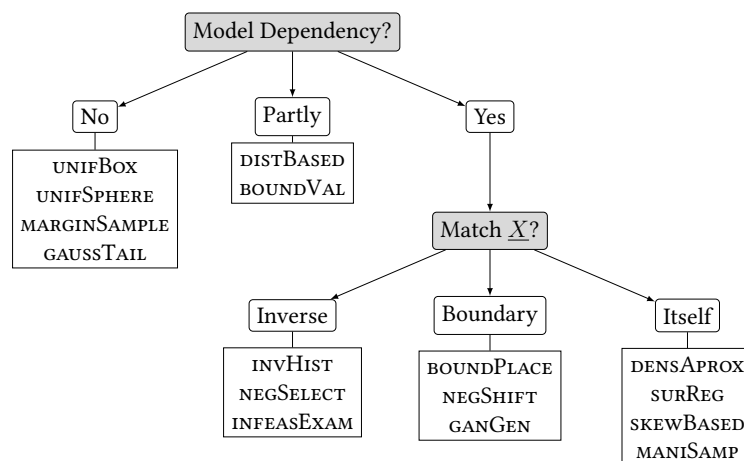 Model Dependency?
No
Partly
Yes
UNIFBOX
UNIFSPHERE
MARGINSAMPLE
GAUSSTAIL
DISTBASED
BOUNDVAL
Match X?
Inverse
Boundary
Itself
INVHIST
NEGSELECT
INFEASEXAM
BOUNDPLACE
NEGSHIFT
GANGEN
DENSAPROX
SURREG
SKEWBASED
MANISAMP